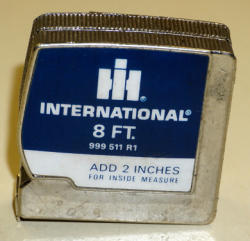 IH®
INTERNATIONAL®
8 FT.
999 511 R1
ADD 2 INCHES
FOR INSIDE MEASURE